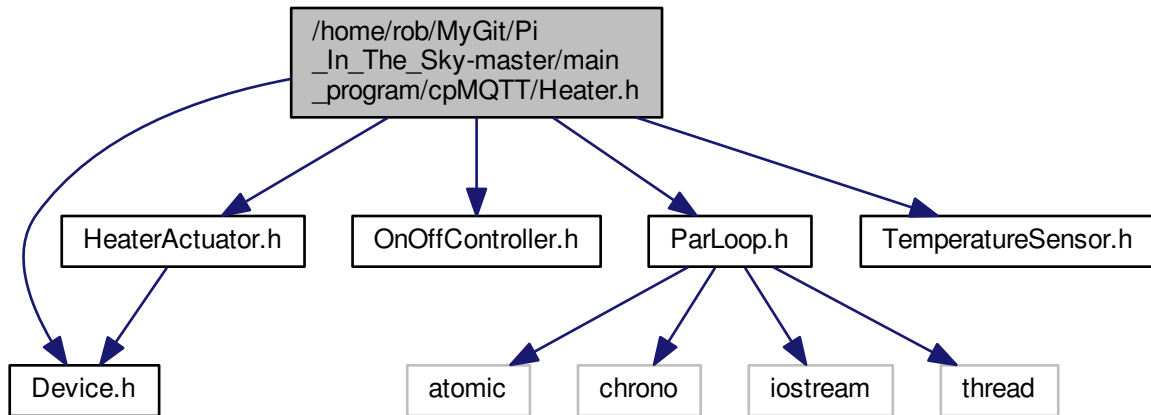 /home/rob/MyGit/Pi
_In_The_Sky-master/main
_program/cpMQTT/Heater.h
HeaterActuator.h
OnOffController.h
ParLoop.h
TemperatureSensor.h
Device.h
atomic
chrono
iostream
thread